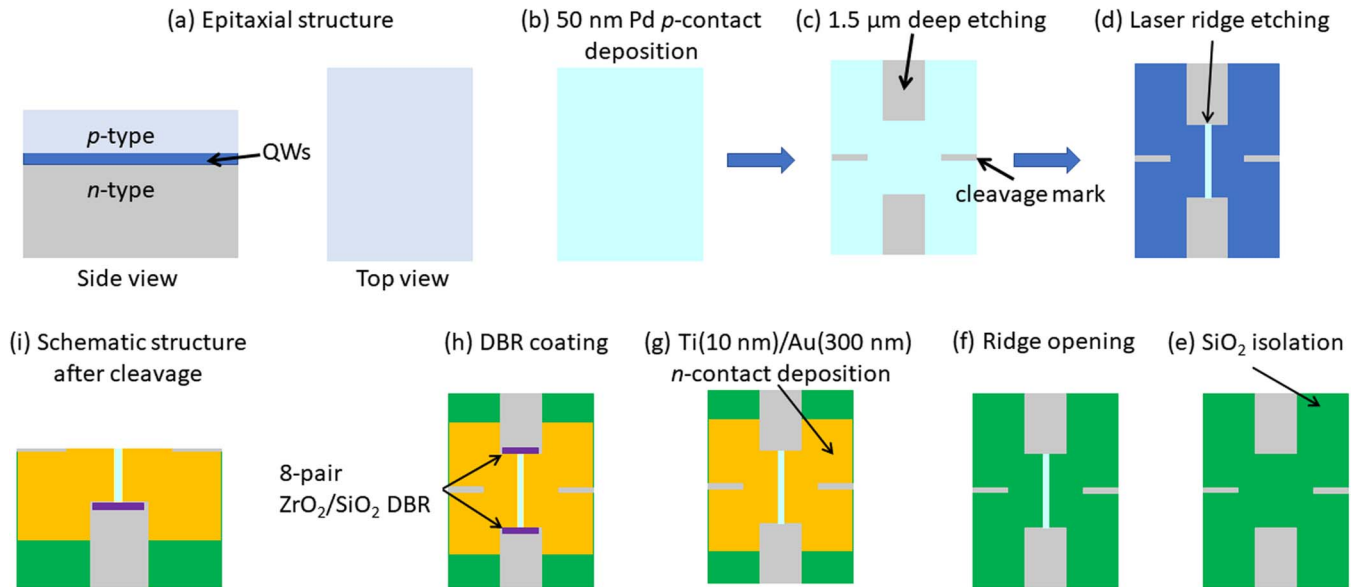 (a) Epitaxial structure
p-type
QWs
n-type
Side view
Top view
(b) 50 nm Pd p-contact
deposition
(c) 1.5 µm deep etching
cleavage mark
(d) Laser ridge etching
(i) Schematic structure
after cleavage
(h) DBR coating
8-pair
ZrO₂/SiO₂ DBR
(g) Ti(10 nm)/Au(300 nm)
n-contact deposition
(f) Ridge opening
(e) SiO₂ isolation